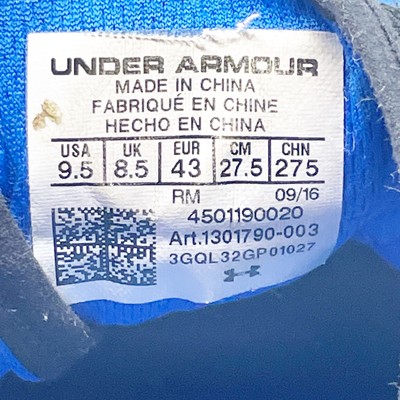 UNDER ARMOUR
MADE IN CHINA
FABRIQUÉ EN CHINE
HECHO EN CHINA
USA UK EUR CM CHN
9.5 8.5 43 27.5 275
RM 09/16
4501190020
Art.1301790-003
3GQL32GP01027